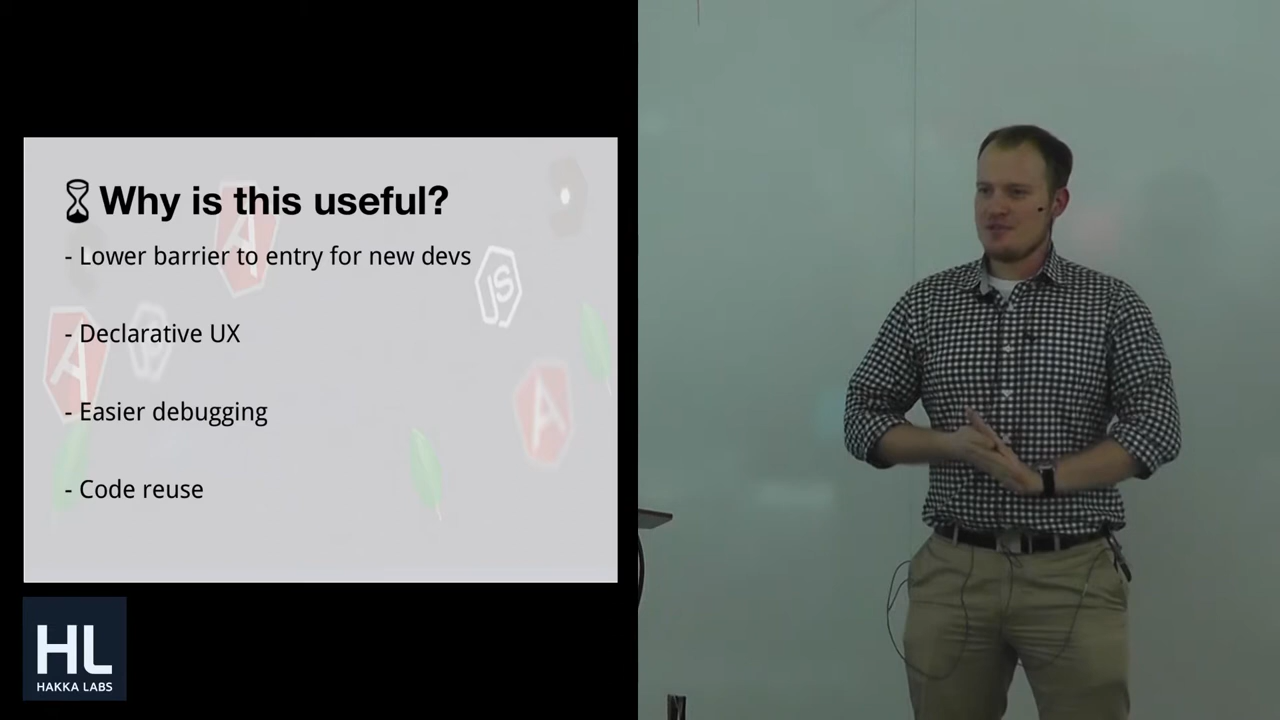 Why is this useful?
- Lower barrier to entry for new devs
- Declarative UX
- Easier debugging
- Code reuse
JS
HL
HAKKA LABS